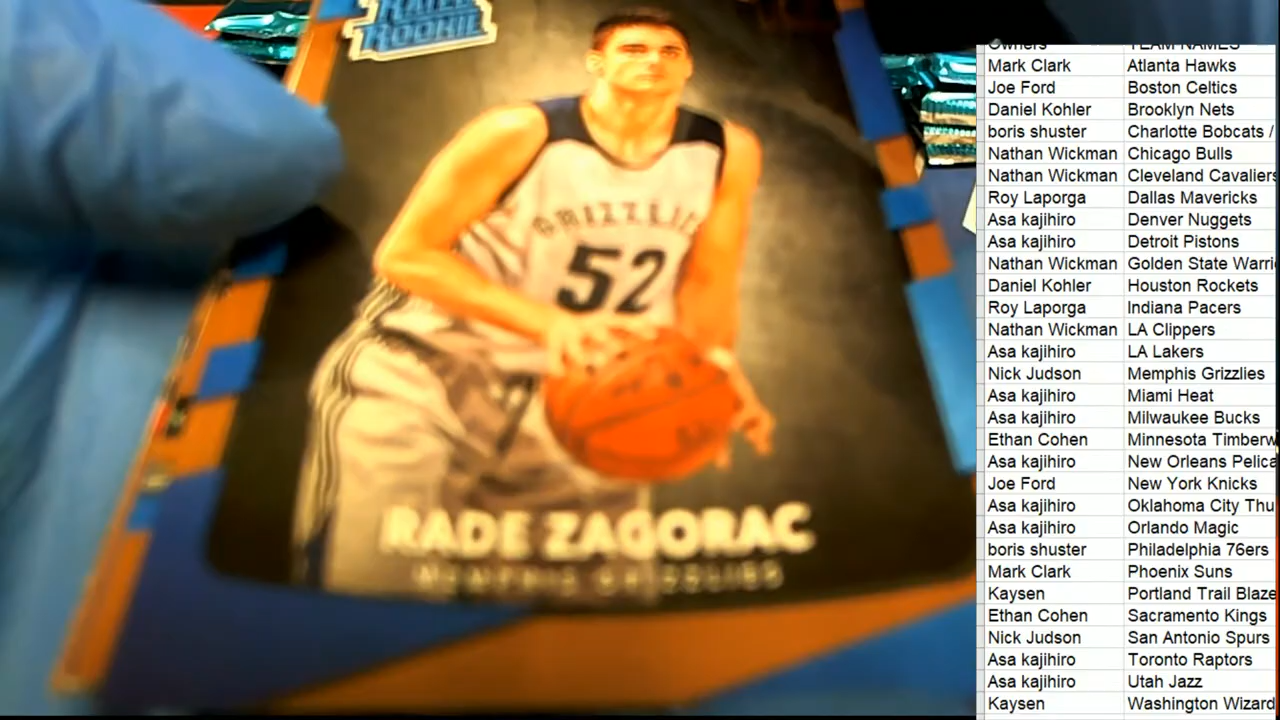 RATED
ROOKIE
GRIZZLIE
52
RADE ZAGORAC
MEMPHIS GRIZZLIES
Owners TEAM NAMES
Mark Clark Atlanta Hawks
Joe Ford Boston Celtics
Daniel Kohler Brooklyn Nets
boris shuster Charlotte Bobcats /
Nathan Wickman Chicago Bulls
Nathan Wickman Cleveland Cavaliers
Roy Laporga Dallas Mavericks
Asa kajihiro Denver Nuggets
Asa kajihiro Detroit Pistons
Nathan Wickman Golden State Warri
Daniel Kohler Houston Rockets
Roy Laporga Indiana Pacers
Nathan Wickman LA Clippers
Asa kajihiro LA Lakers
Nick Judson Memphis Grizzlies
Asa kajihiro Miami Heat
Asa kajihiro Milwaukee Bucks
Ethan Cohen Minnesota Timberw
Asa kajihiro New Orleans Pelica
Joe Ford New York Knicks
Asa kajihiro Oklahoma City Thu
Asa kajihiro Orlando Magic
boris shuster Philadelphia 76ers
Mark Clark Phoenix Suns
Kaysen Portland Trail Blaze
Ethan Cohen Sacramento Kings
Nick Judson San Antonio Spurs
Asa kajihiro Toronto Raptors
Asa kajihiro Utah Jazz
Kaysen Washington Wizard